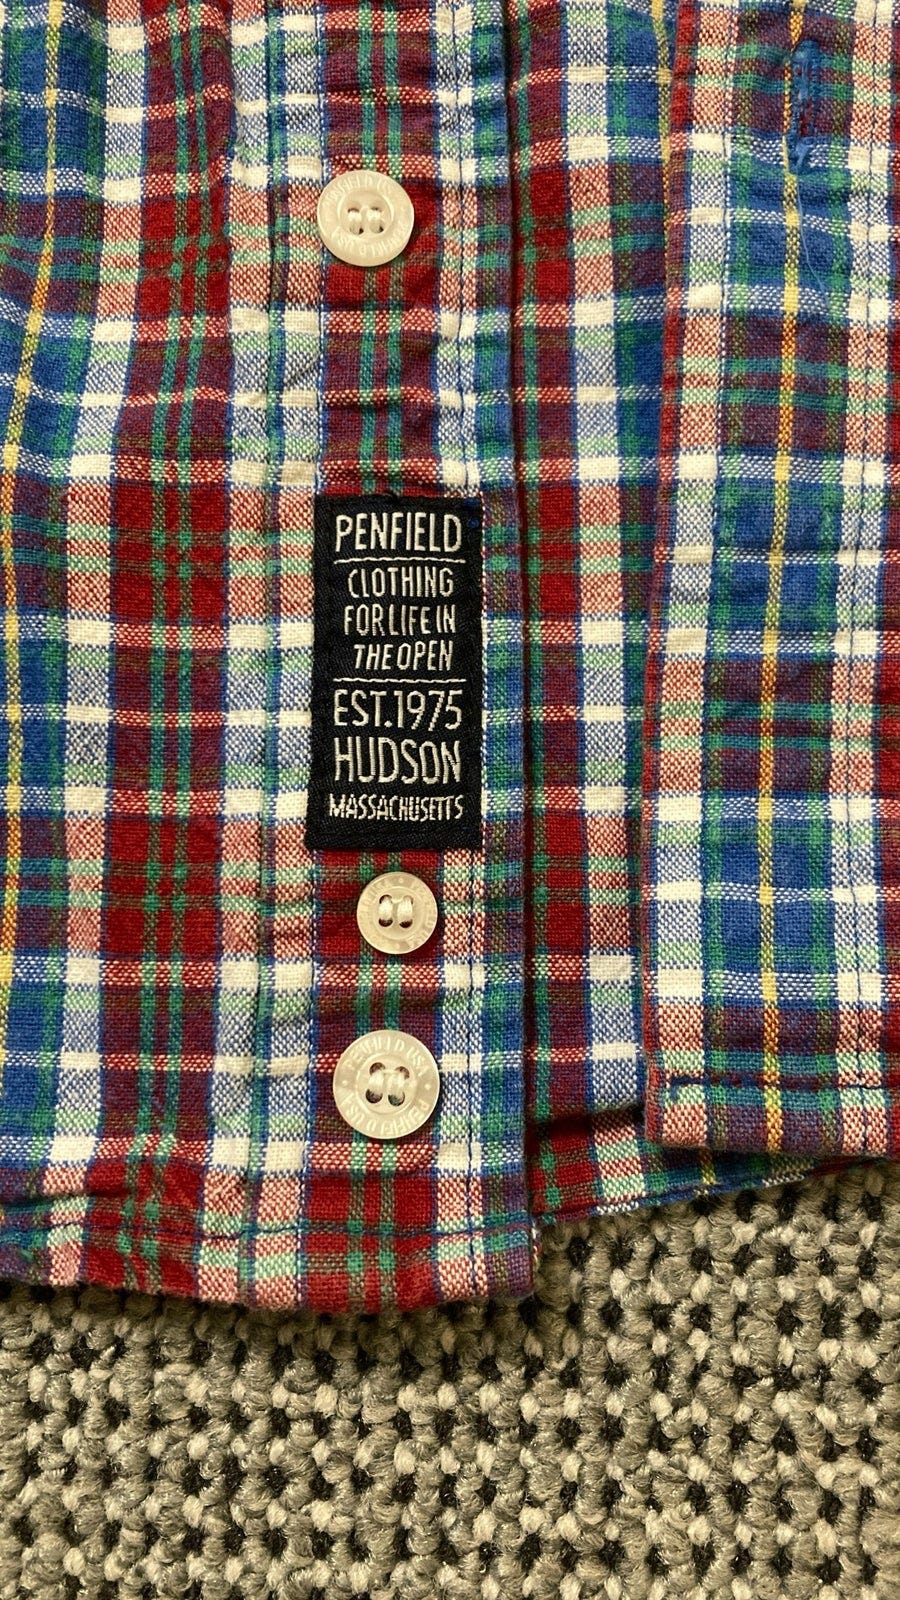 PENFIELD
CLOTHING
FOR LIFE IN
THE OPEN
EST.1975
HUDSON
MASSACHUSETTS